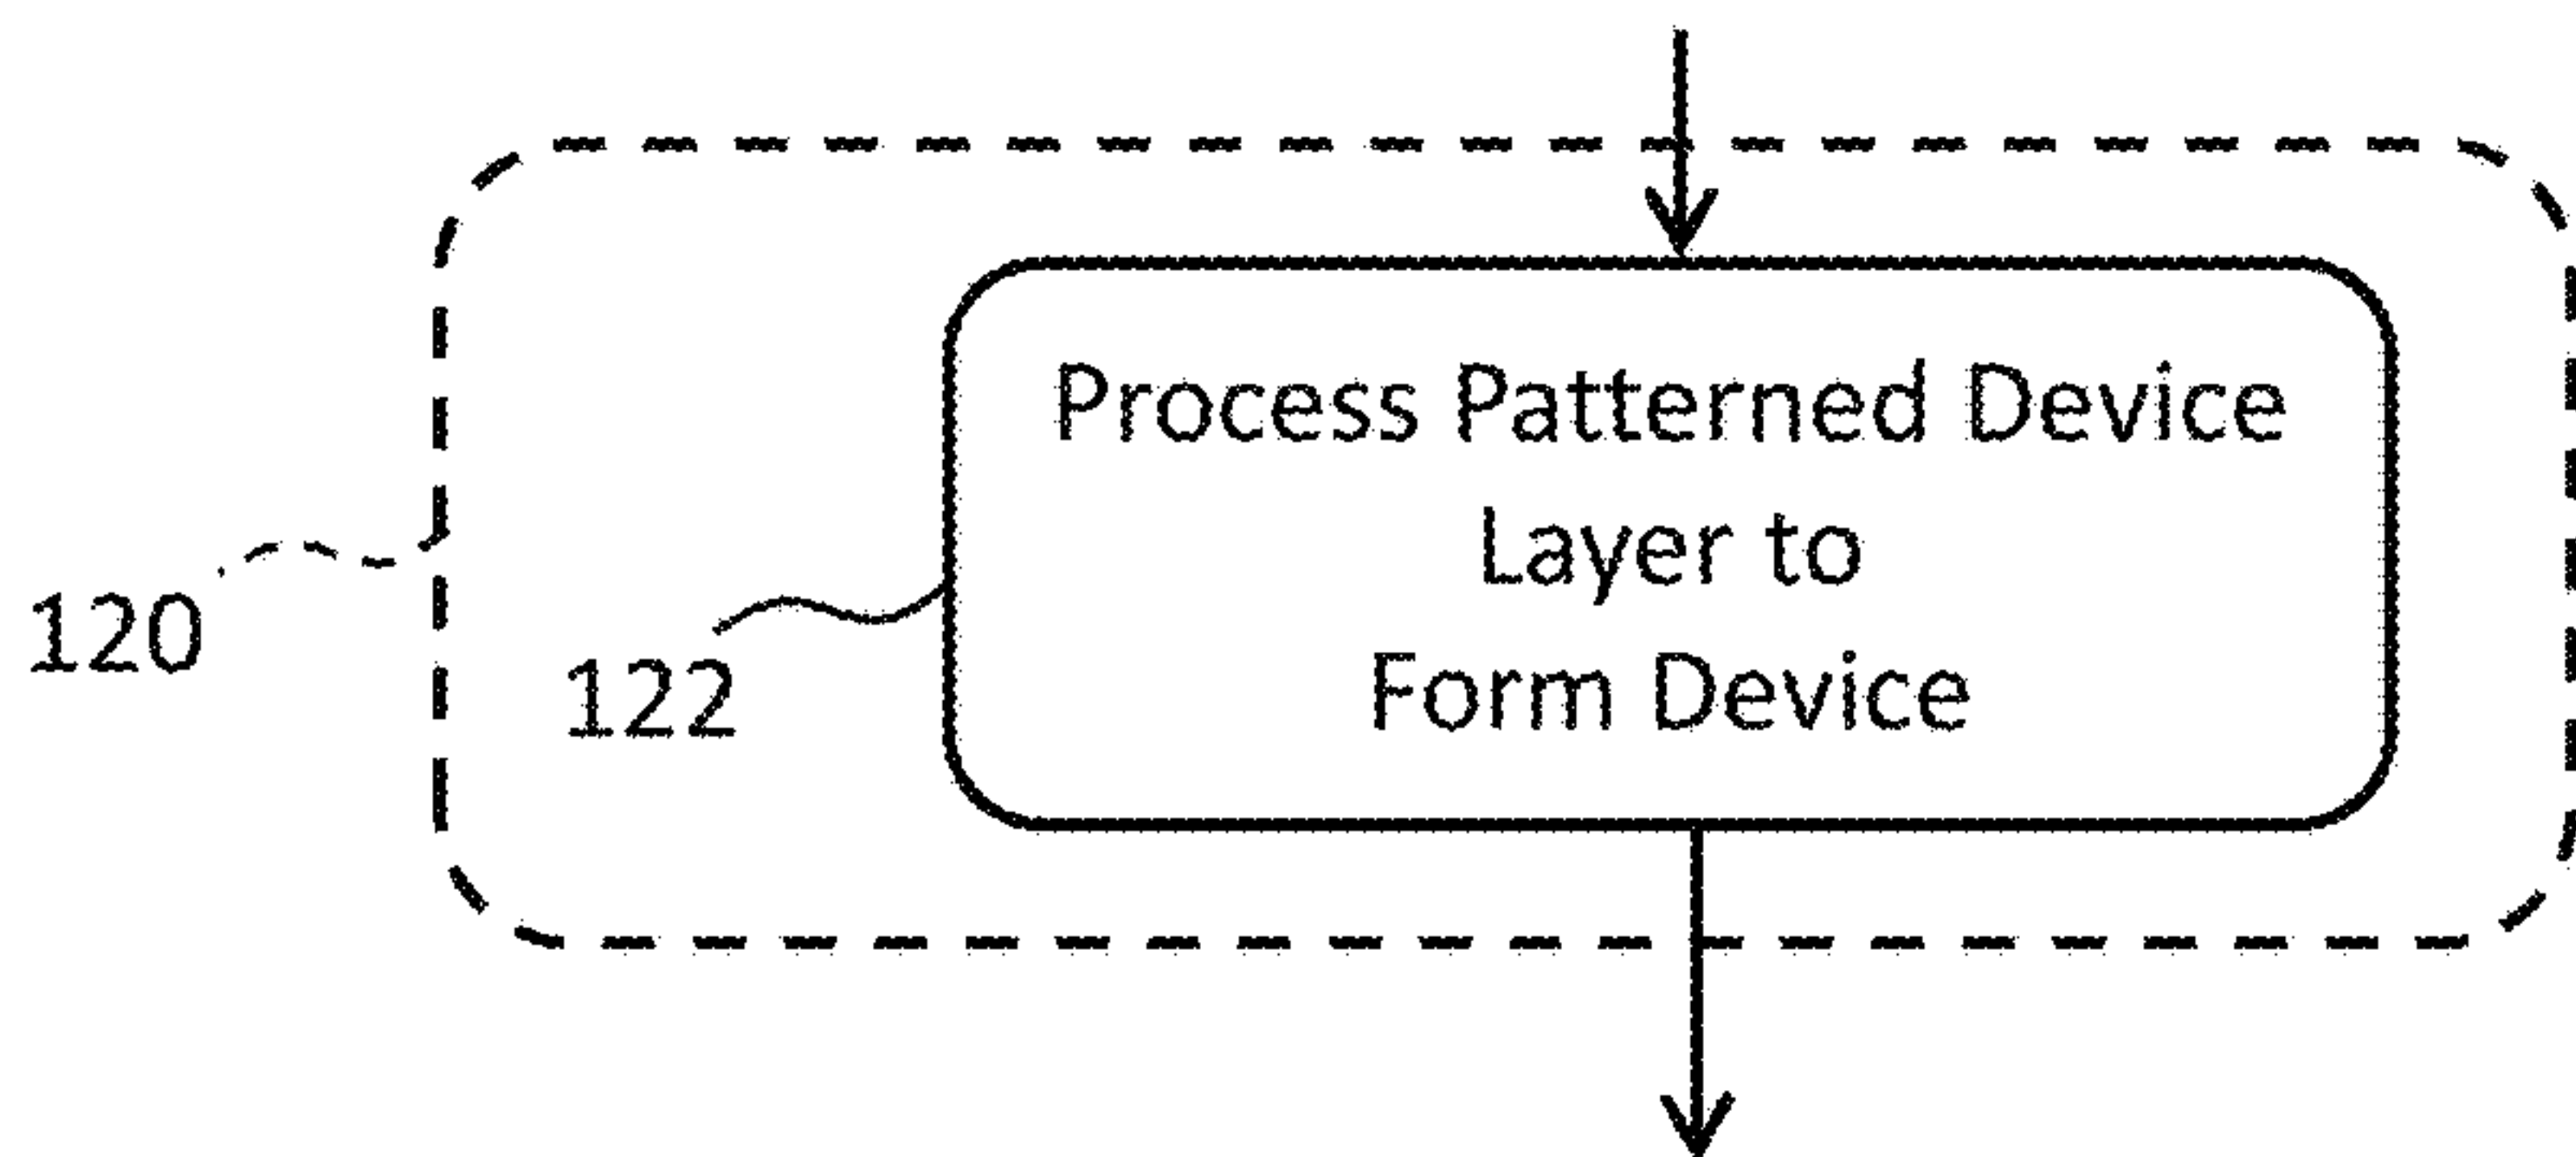 Process Patterned Device
Layer to
Form Device
120
122